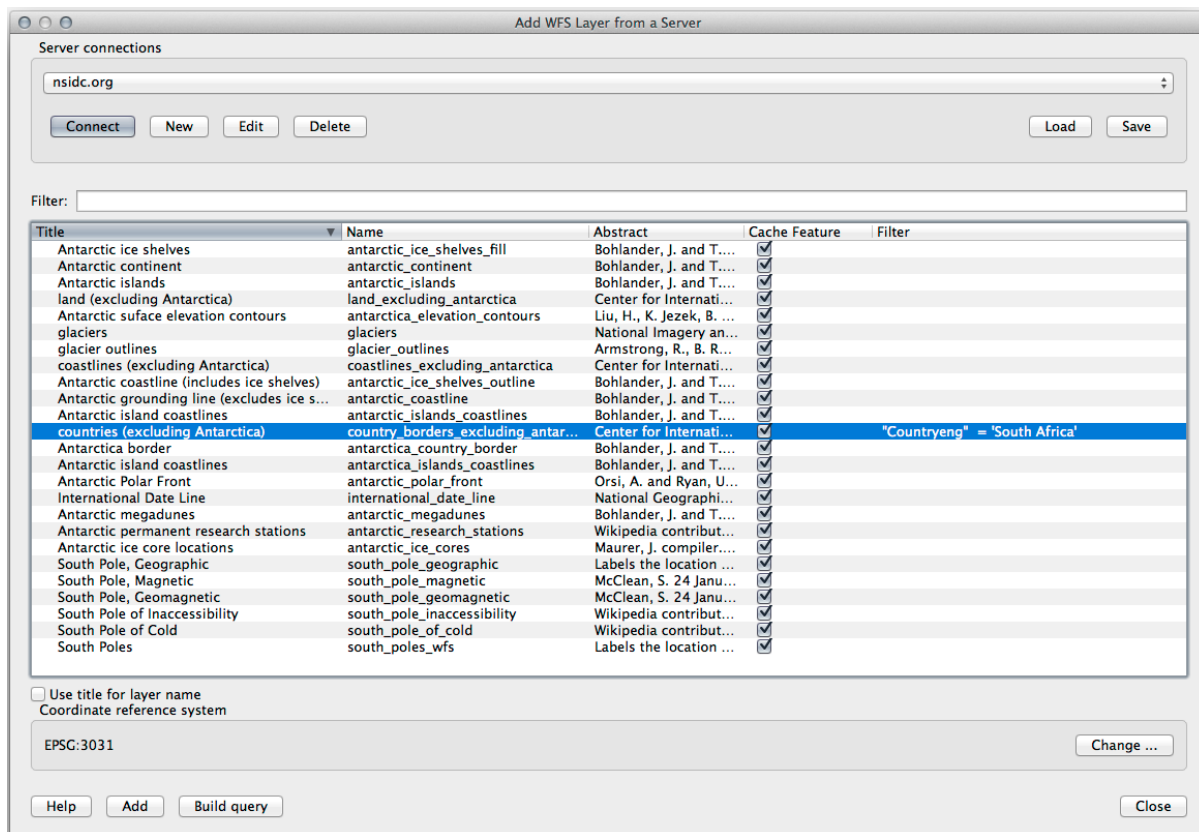 Add WFS Layer from a Server
Server connections
nsidc.org
Connect New Edit Delete Load Save
Filter:
Title Name Abstract Cache Feature Filter
Antarctic ice shelves antarctic_ice_shelves_fill Bohlander, J. and T....
Antarctic continent antarctic_continent Bohlander, J. and T....
Antarctic islands antarctic_islands Bohlander, J. and T....
land (excluding Antarctica) land_excluding_antarctica Center for Internati...
Antarctic suface elevation contours antarctica_elevation_contours Liu, H., K. Jezek, B. ...
glaciers glaciers National Imagery an...
glacier outlines glacier_outlines Armstrong, R., B. R...
coastlines (excluding Antarctica) coastlines_excluding_antarctica Center for Internati...
Antarctic coastline (includes ice shelves) antarctic_ice_shelves_outline Bohlander, J. and T....
Antarctic grounding line (excludes ice s... antarctic_coastline Bohlander, J. and T....
Antarctic island coastlines antarctic_islands_coastlines Bohlander, J. and T....
countries (excluding Antarctica) country_borders_excluding_antar... Center for Internati... "Countryeng" = 'South Africa'
Antarctica border antarctica_country_border Bohlander, J. and T....
Antarctic island coastlines antarctica_islands_coastlines Bohlander, J. and T....
Antarctic Polar Front antarctic_polar_front Orsi, A. and Ryan, U...
International Date Line international_date_line National Geographi...
Antarctic megadunes antarctic_megadunes Bohlander, J. and T....
Antarctic permanent research stations antarctic_research_stations Wikipedia contribut...
Antarctic ice core locations antarctic_ice_cores Maurer, J. compiler....
South Pole, Geographic south_pole_geographic Labels the location ...
South Pole, Magnetic south_pole_magnetic McClean, S. 24 Janu...
South Pole, Geomagnetic south_pole_geomagnetic McClean, S. 24 Janu...
South Pole of Inaccessibility south_pole_inaccessibility Wikipedia contribut...
South Pole of Cold south_pole_of_cold Wikipedia contribut...
South Poles south_poles_wfs Labels the location ...
Use title for layer name
Coordinate reference system
EPSG:3031 Change ...
Help Add Build query Close